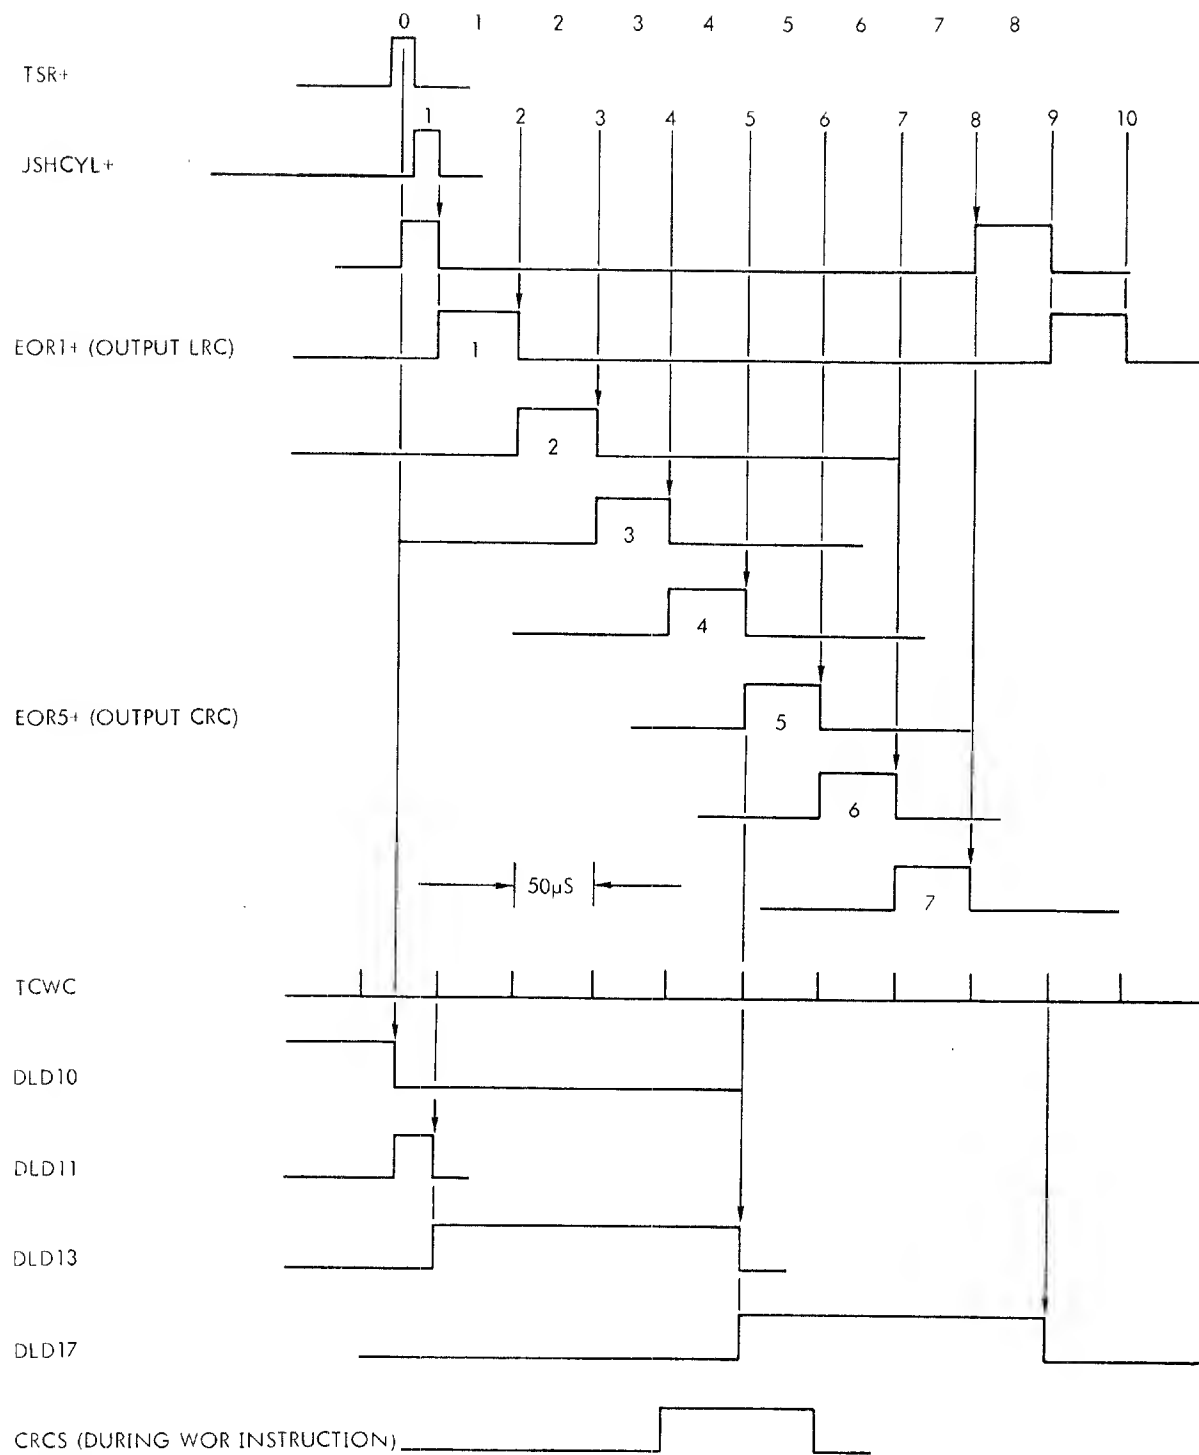 0 1 2 3 4 5 6 7 8
TSR+
1 2 3 4 5 6 7 8 9 10
JSHCYL+
EOR1+ (OUTPUT LRC)
1
2
3
4
EOR5+ (OUTPUT CRC)
5
6
50µS
7
TCWC
DLD10
DLD11
DLD13
DLD17
CRCS (DURING WOR INSTRUCTION)